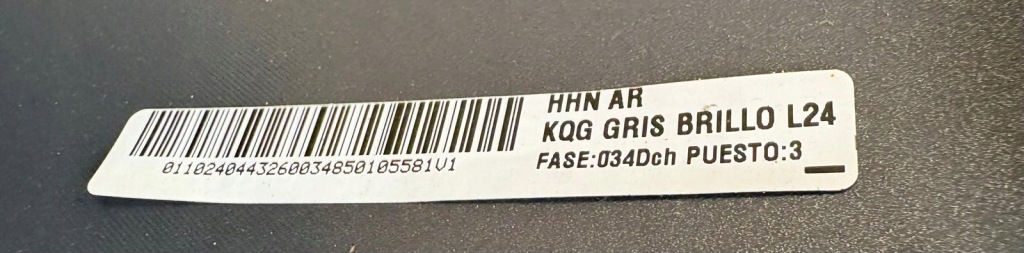 HHN AR
KQG GRIS BRILLO L24
FASE:034Dch PUESTO:3
0110240443260034850105581V1